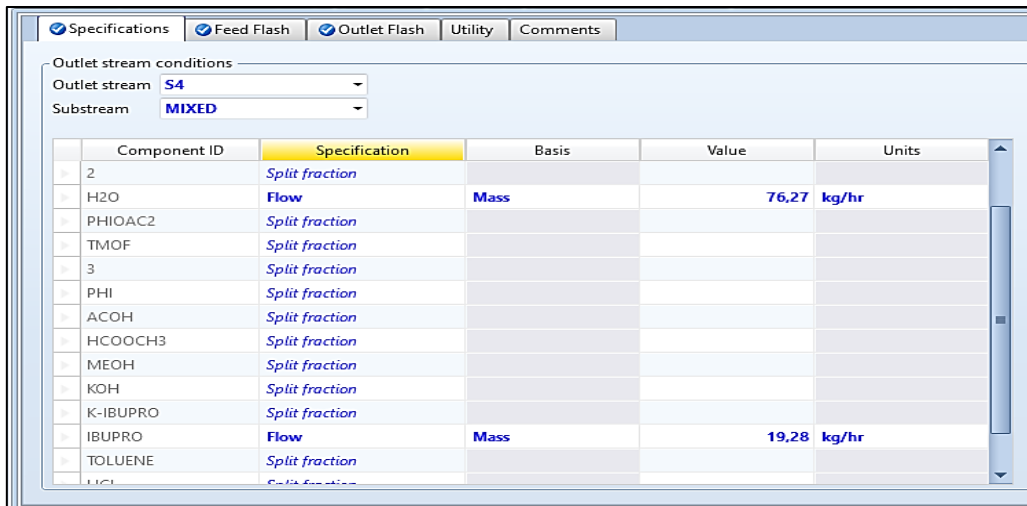 Specifications Feed Flash Outlet Flash Utility Comments
Outlet stream conditions
Outlet stream S4
Substream MIXED
Component ID Specification Basis Value Units
2 Split fraction
H2O Flow Mass 76,27 kg/hr
PHIOAC2 Split fraction
TMOF Split fraction
3 Split fraction
PHI Split fraction
ACOH Split fraction
HCOOCH3 Split fraction
MEOH Split fraction
KOH Split fraction
K-IBUPRO Split fraction
IBUPRO Flow Mass 19,28 kg/hr
TOLUENE Split fraction
HCL Split fraction